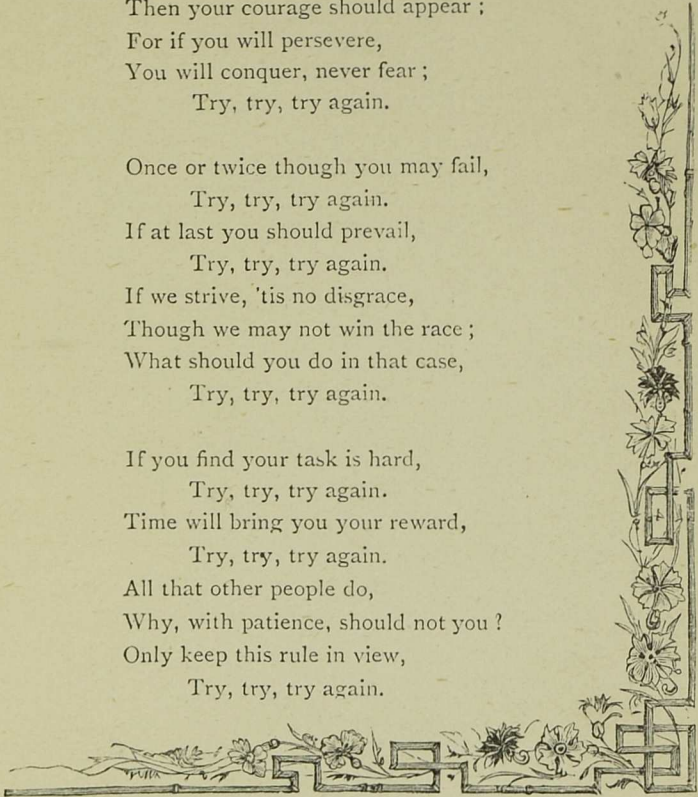 Then your courage should appear ;
For if you will persevere,
You will conquer, never fear ;
Try, try, try again.
Once or twice though you may fail,
Try, try, try again.
If at last you should prevail,
Try, try, try again.
If we strive, 'tis no disgrace,
Though we may not win the race ;
What should you do in that case,
Try, try, try again.
If you find your task is hard,
Try, try, try again.
Time will bring you your reward,
Try, try, try again.
All that other people do,
Why, with patience, should not you ?
Only keep this rule in view,
Try, try, try again.